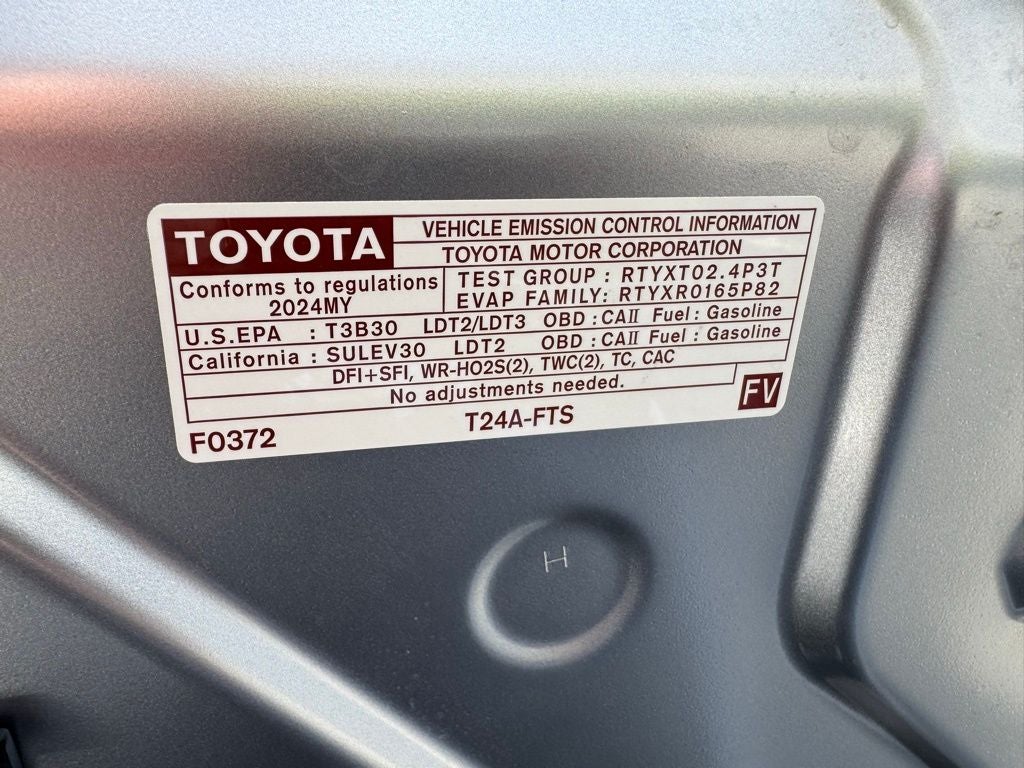 TOYOTA
VEHICLE EMISSION CONTROL INFORMATION
TOYOTA MOTOR CORPORATION
Conforms to regulations
2024MY
TEST GROUP : RTYXT02.4P3T
EVAP FAMILY: RTYXR0165P82
U.S.EPA : T3B30 LDT2/LDT3 OBD : CAII Fuel : Gasoline
California : SULEV30 LDT2 OBD : CAII Fuel : Gasoline
DFI+SFI, WR-HO2S(2), TWC(2), TC, CAC
No adjustments needed.
FV
F0372
T24A-FTS
H